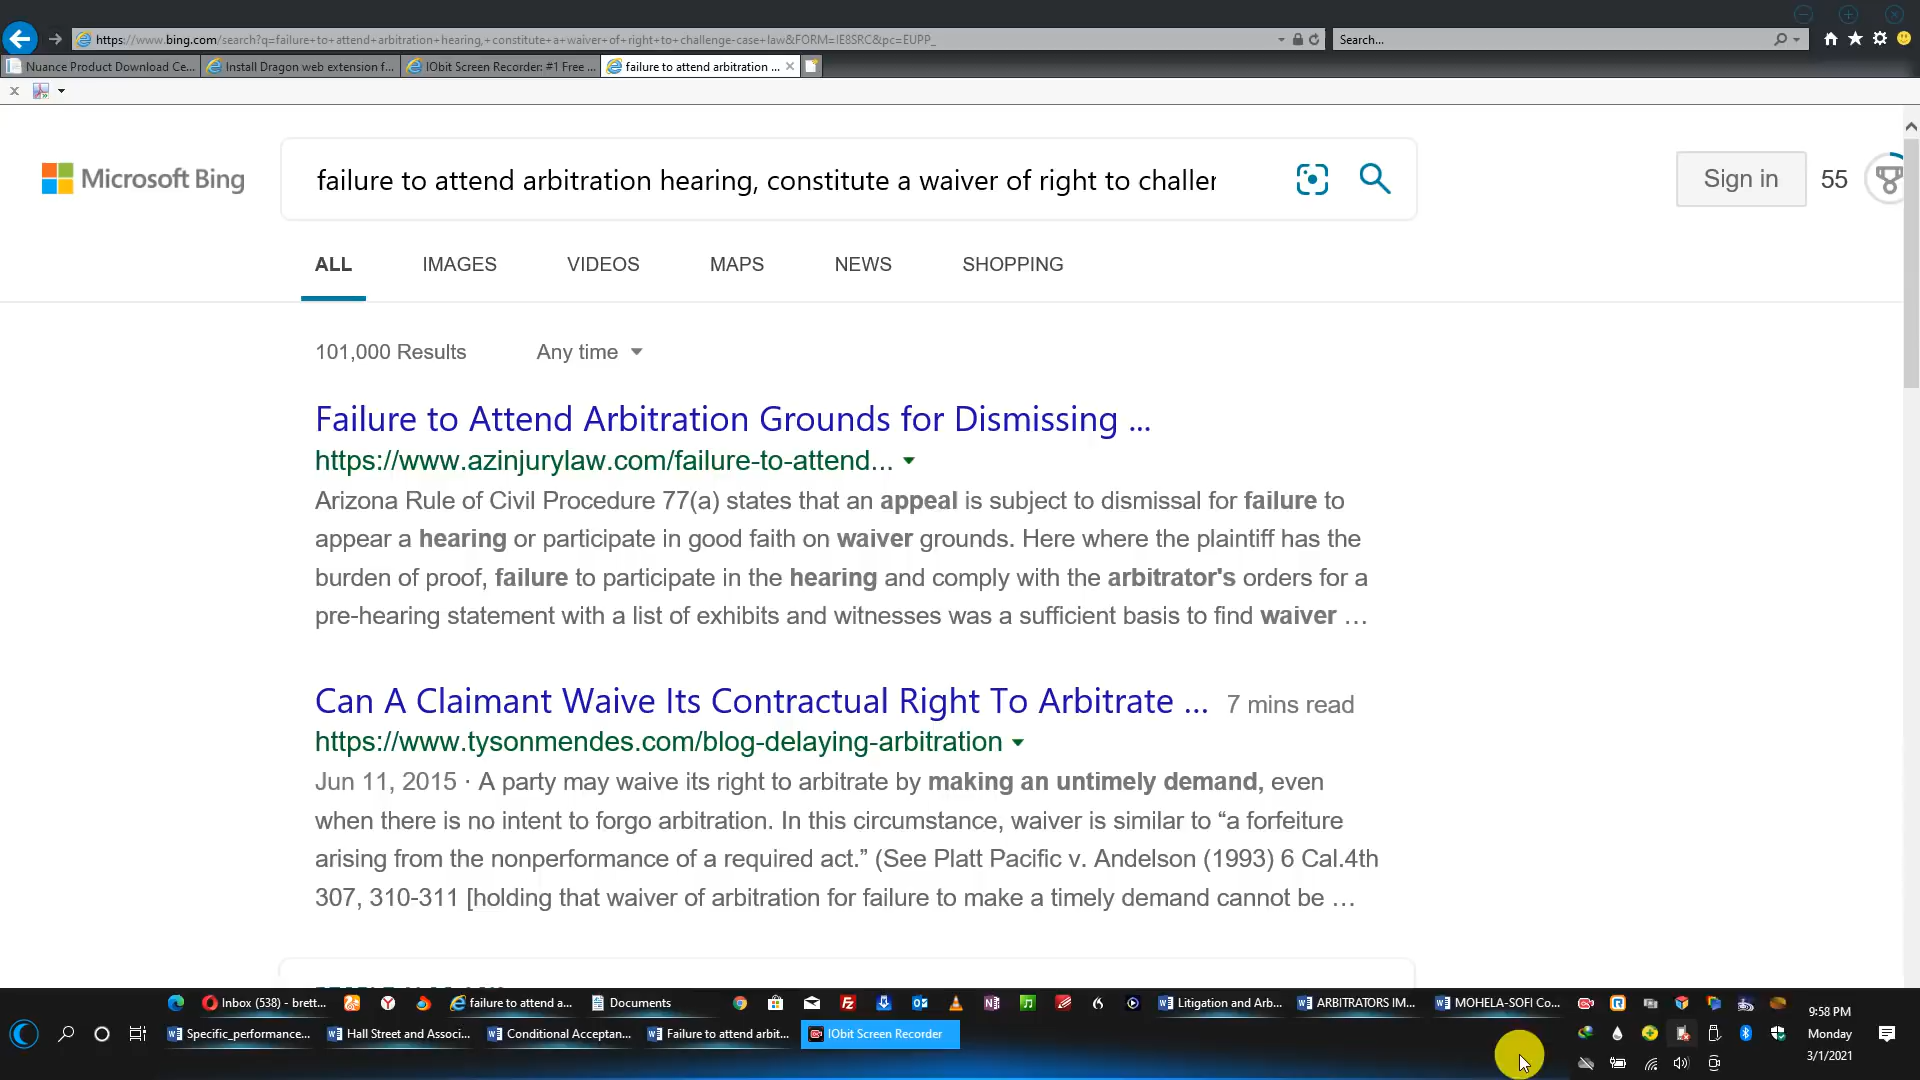 https://www.bing.com/search?q=failure+to+attend+arbitration+hearing,+constitute+a+waiver+of+right+to+challenge-case+law&FORM=IE8SRC&pc=EUPP_
Search...
Nuance Product Download Ce...
Install Dragon web extension f...
IObit Screen Recorder: #1 Free ...
failure to attend arbitration ...
Microsoft Bing
failure to attend arbitration hearing, constitute a waiver of right to challen
Sign in
55
ALL
IMAGES
VIDEOS
MAPS
NEWS
SHOPPING
101,000 Results
Any time
Failure to Attend Arbitration Grounds for Dismissing ...
https://www.azinjurylaw.com/failure-to-attend...
Arizona Rule of Civil Procedure 77(a) states that an appeal is subject to dismissal for failure to
appear a hearing or participate in good faith on waiver grounds. Here where the plaintiff has the
burden of proof, failure to participate in the hearing and comply with the arbitrator's orders for a
pre-hearing statement with a list of exhibits and witnesses was a sufficient basis to find waiver ...
Can A Claimant Waive Its Contractual Right To Arbitrate ...
7 mins read
https://www.tysonmendes.com/blog-delaying-arbitration
Jun 11, 2015 · A party may waive its right to arbitrate by making an untimely demand, even
when there is no intent to forgo arbitration. In this circumstance, waiver is similar to “a forfeiture
arising from the nonperformance of a required act.” (See Platt Pacific v. Andelson (1993) 6 Cal.4th
307, 310-311 [holding that waiver of arbitration for failure to make a timely demand cannot be ...
Inbox (538) - brett...
failure to attend a...
Documents
Litigation and Arb...
ARBITRATORS IM...
MOHELA-SOFI Co...
Specific_performance...
Hall Street and Associ...
Conditional Acceptan...
Failure to attend arbit...
IObit Screen Recorder
9:58 PM
Monday
3/1/2021